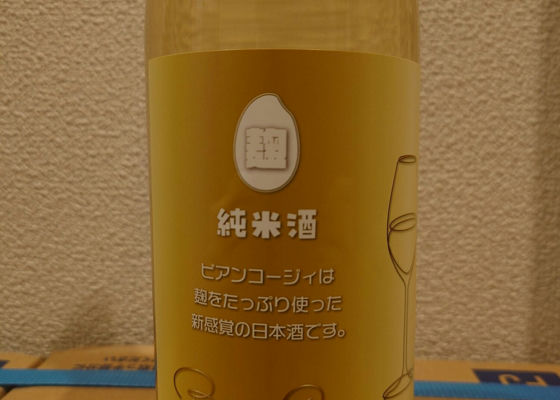 麹
純米酒
ビアンコージィは
麹をたっぷり使った
新感覚の日本酒です。